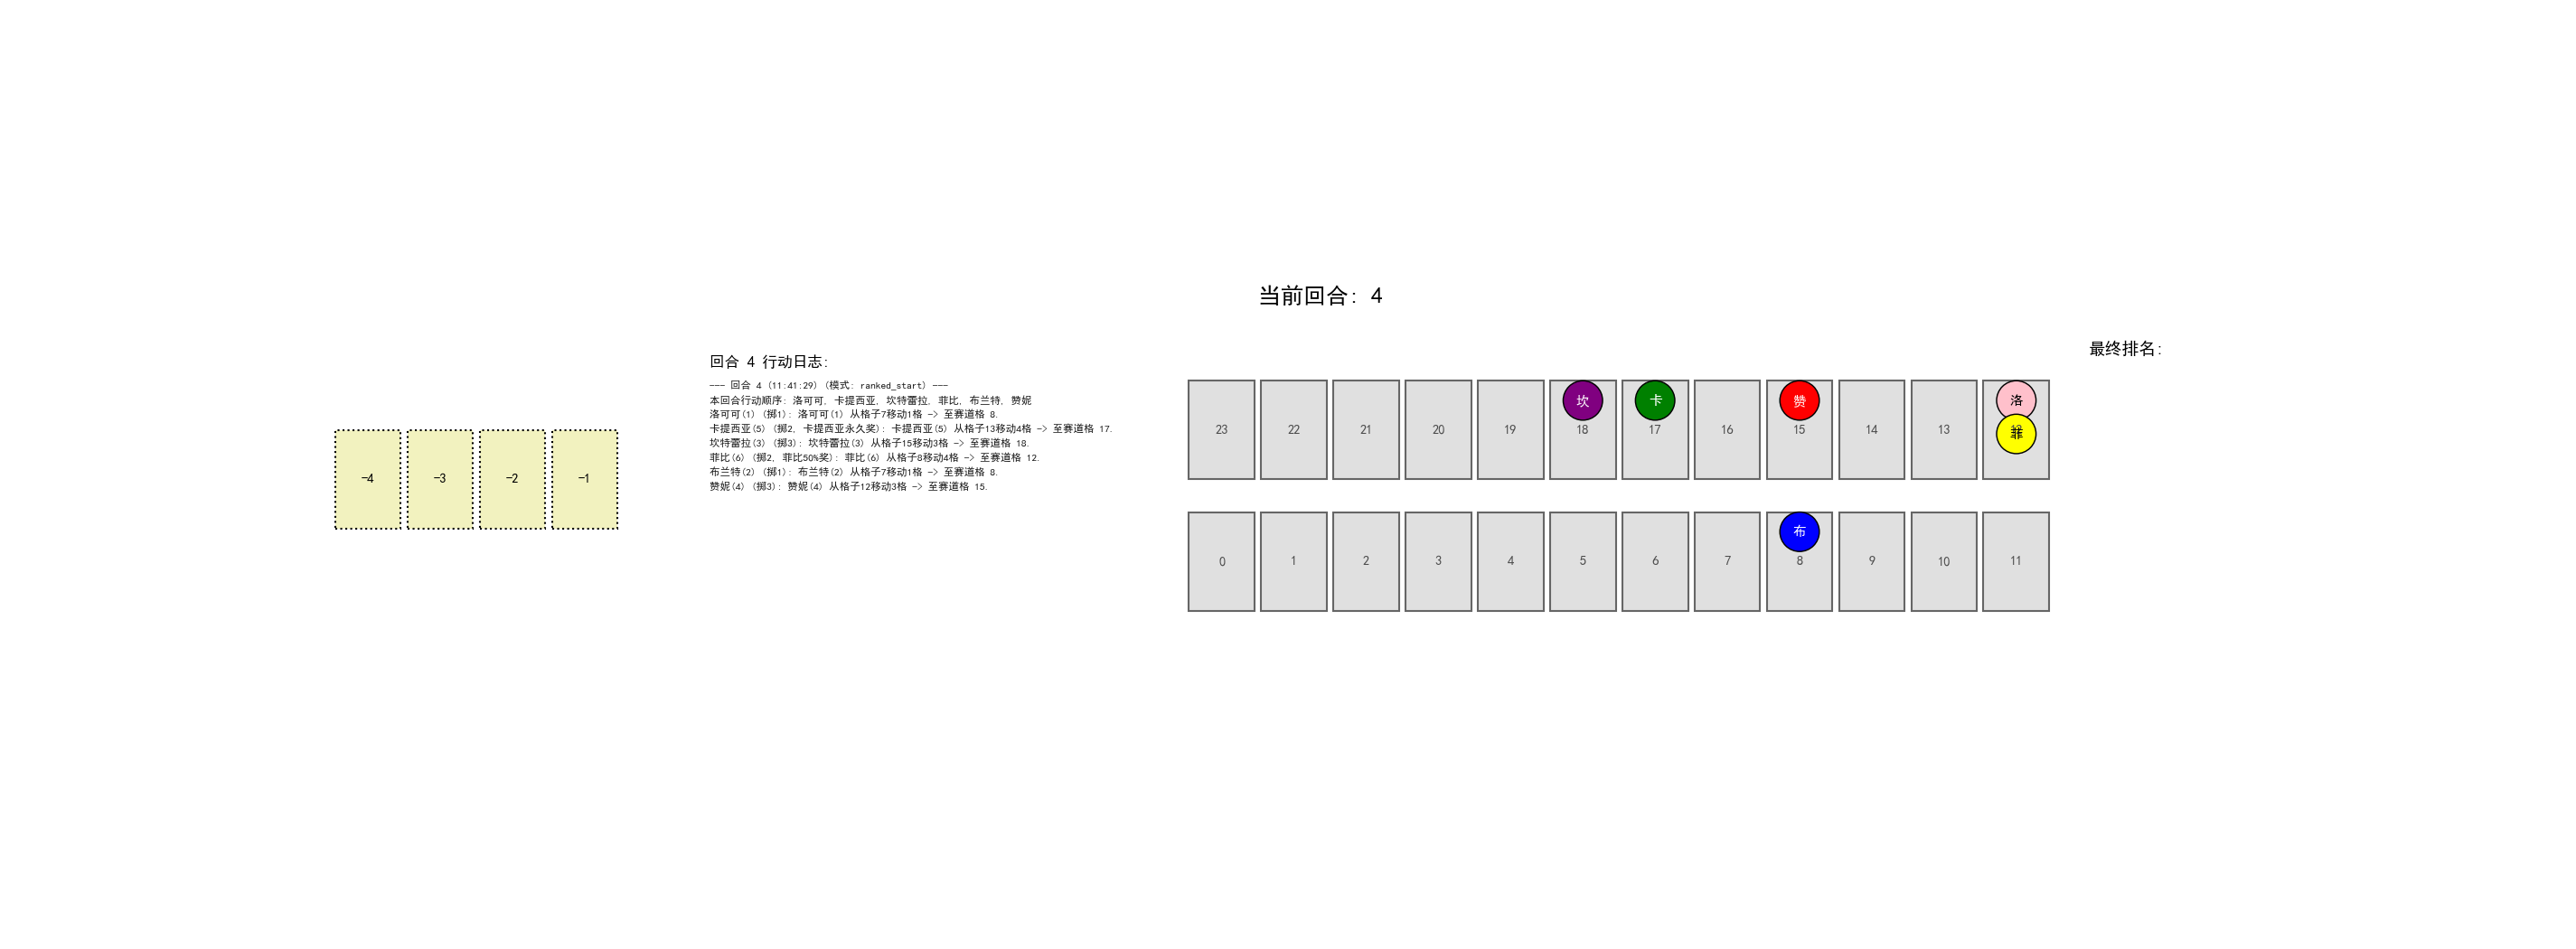 当前回合: 4
最终排名:
回合 4 行动日志:
--- 回合 4 (11:41:29) (模式: ranked_start) ---
本回合行动顺序: 洛可可, 卡提西亚, 坎特蕾拉, 菲比, 布兰特, 赞妮
洛可可(1) (掷1): 洛可可(1) 从格子7移动1格 -> 至赛道格 8.
卡提西亚(5) (掷2, 卡提西亚永久奖): 卡提西亚(5) 从格子13移动4格 -> 至赛道格 17.
坎特蕾拉(3) (掷3): 坎特蕾拉(3) 从格子15移动3格 -> 至赛道格 18.
菲比(6) (掷2, 菲比50%奖): 菲比(6) 从格子8移动4格 -> 至赛道格 12.
布兰特(2) (掷1): 布兰特(2) 从格子7移动1格 -> 至赛道格 8.
赞妮(4) (掷3): 赞妮(4) 从格子12移动3格 -> 至赛道格 15.
-4 -3 -2 -1
坎 卡 赞 洛
23 22 21 20 19 18 17 16 15 14 13
菲
布
0 1 2 3 4 5 6 7 8 9 10 11